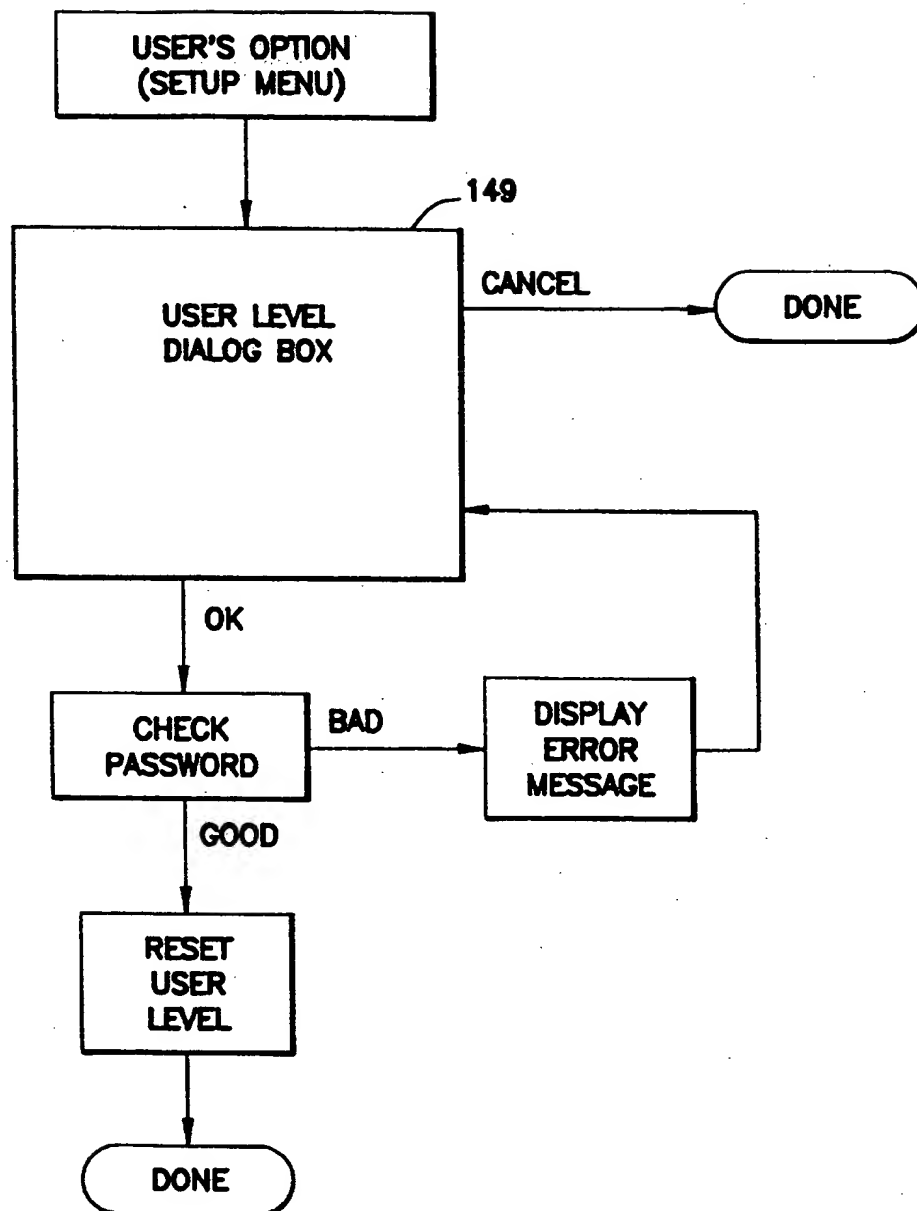 USER'S OPTION
(SETUP MENU)
149
USER LEVEL
DIALOG BOX
CANCEL
DONE
OK
CHECK
PASSWORD
BAD
DISPLAY
ERROR
MESSAGE
GOOD
RESET
USER
LEVEL
DONE